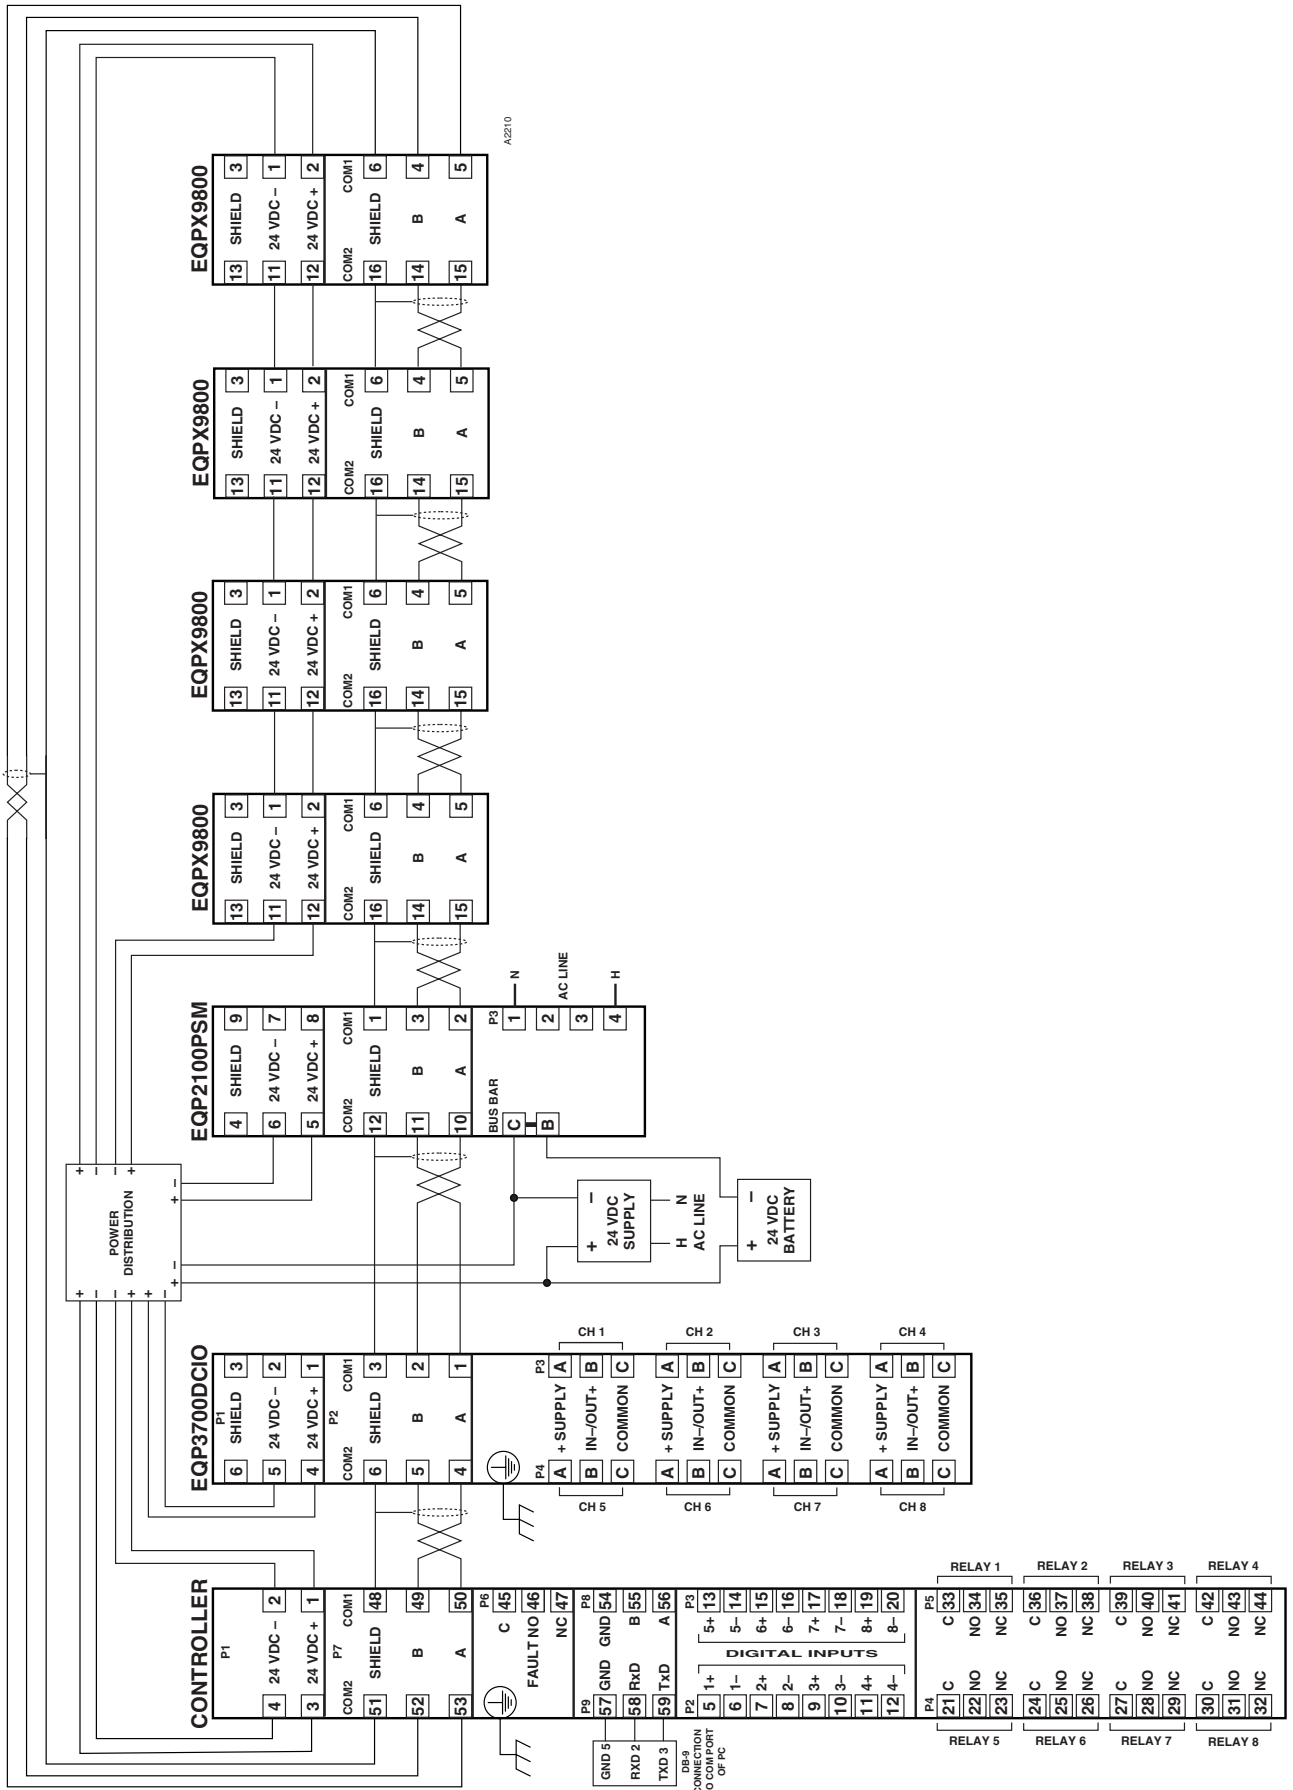 CONTROLLER
P1
4 24 VDC – 2
3 24 VDC + 1
COM2 P7 COM1
51 SHIELD 48
52 B 49
53 A 50
P6
C 45
FAULT NO 46
NC 47
P9 P8
57 GND GND 54
58 RxD B 55
59 TxD A 56
GND 5
RXD 2
TXD 3
DB-9
CONNECTION
O COM PORT
OF PC
P2 P3
5 1+ 5+ 13
6 1– 5– 14
7 2+ 6+ 15
8 2– 6– 16
9 3+ 7+ 17
10 3– 7– 18
11 4+ 8+ 19
12 4– 8– 20
DIGITAL INPUTS
P4 P5
21 C C 33
22 NO NO 34
23 NC NC 35
24 C C 36
25 NO NO 37
26 NC NC 38
27 C C 39
28 NO NO 40
29 NC NC 41
30 C C 42
31 NO NO 43
32 NC NC 44
RELAY 5
RELAY 6
RELAY 7
RELAY 8
RELAY 1
RELAY 2
RELAY 3
RELAY 4
EQP3700DCIO
P1
6 SHIELD 3
5 24 VDC – 2
4 24 VDC + 1
COM2 P2 COM1
6 SHIELD 3
5 B 2
4 A 1
P4 P3
A + SUPPLY A
B IN–/OUT+ B
C COMMON C
A + SUPPLY A
B IN–/OUT+ B
C COMMON C
A + SUPPLY A
B IN–/OUT+ B
C COMMON C
A + SUPPLY A
B IN–/OUT+ B
C COMMON C
CH 5
CH 6
CH 7
CH 8
CH 1
CH 2
CH 3
CH 4
POWER
DISTRIBUTION
+ – – + + –
+ –
+ –
+ – – +
+ –
24 VDC
SUPPLY
H N
AC LINE
+ –
24 VDC
BATTERY
EQP2100PSM
4 SHIELD 9
6 24 VDC – 7
5 24 VDC + 8
COM2 COM1
12 SHIELD 1
11 B 3
10 A 2
BUS BAR P3
C 1 N
B 2
AC LINE
3
4 H
EQPX9800
13 SHIELD 3
11 24 VDC – 1
12 24 VDC + 2
COM2 COM1
16 SHIELD 6
14 B 4
15 A 5
EQPX9800
13 SHIELD 3
11 24 VDC – 1
12 24 VDC + 2
COM2 COM1
16 SHIELD 6
14 B 4
15 A 5
EQPX9800
13 SHIELD 3
11 24 VDC – 1
12 24 VDC + 2
COM2 COM1
16 SHIELD 6
14 B 4
15 A 5
EQPX9800
13 SHIELD 3
11 24 VDC – 1
12 24 VDC + 2
COM2 COM1
16 SHIELD 6
14 B 4
15 A 5
A2210